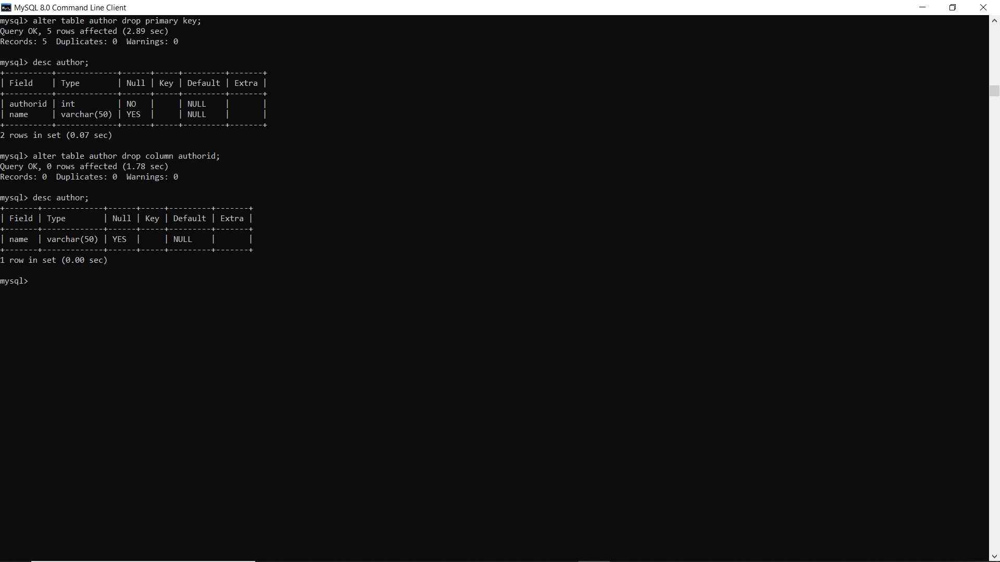 MySQL 8.0 Command Line Client
mysql> alter table author drop primary key;
Query OK, 5 rows affected (2.89 sec)
Records: 5  Duplicates: 0  Warnings: 0
mysql> desc author;
+----------+-------------+------+-----+---------+-------+
| Field    | Type        | Null | Key | Default | Extra |
+----------+-------------+------+-----+---------+-------+
| authorid | int         | NO   |     | NULL    |       |
| name     | varchar(50) | YES  |     | NULL    |       |
+----------+-------------+------+-----+---------+-------+
2 rows in set (0.07 sec)
mysql> alter table author drop column authorid;
Query OK, 0 rows affected (1.78 sec)
Records: 0  Duplicates: 0  Warnings: 0
mysql> desc author;
+-------+-------------+------+-----+---------+-------+
| Field | Type        | Null | Key | Default | Extra |
+-------+-------------+------+-----+---------+-------+
| name  | varchar(50) | YES  |     | NULL    |       |
+-------+-------------+------+-----+---------+-------+
1 row in set (0.00 sec)
mysql>